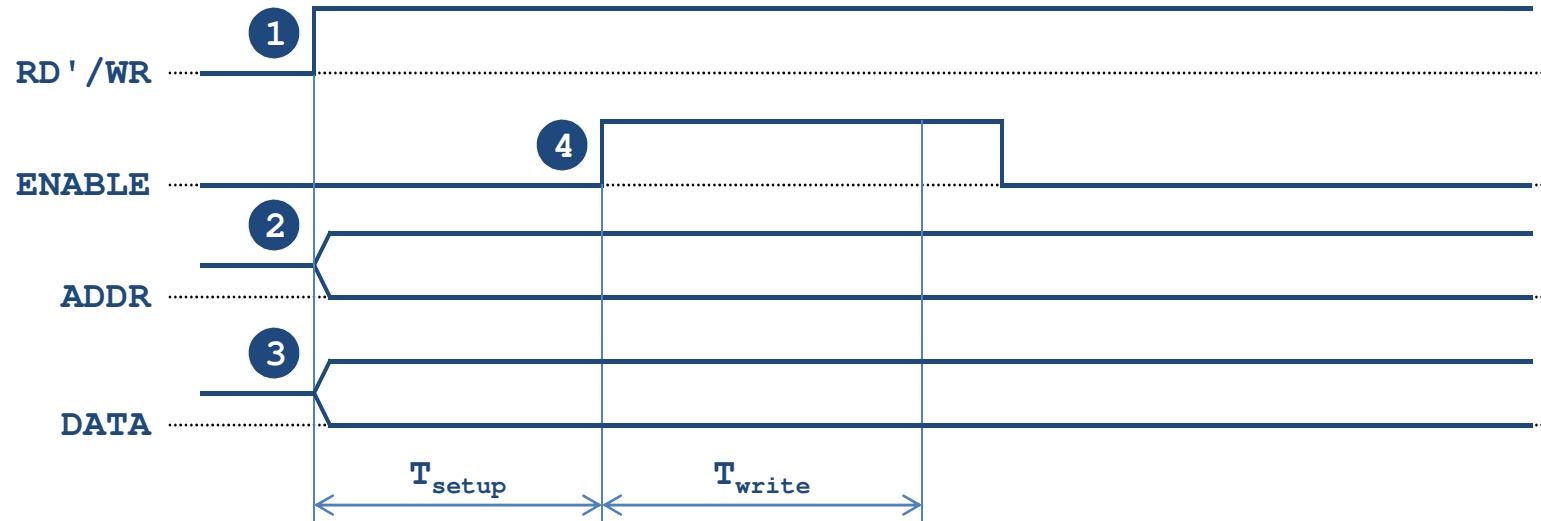 1
RD'/WR
4
ENABLE
2
ADDR
3
DATA
Tsetup Twrite